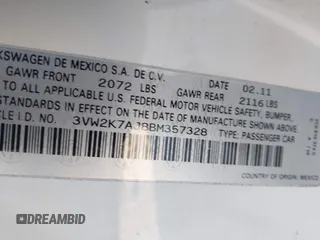 KSWAGEN DE MEXICO S.A. DE C.V.
DATE 02.11
GAWR FRONT 2072 LBS GAWR REAR 2116 LBS
TO ALL APPLICABLE U.S. FEDERAL MOTOR VEHICLE SAFETY, BUMPER,
S IN EFFECT ON THE DATE OF MANUFACTURE SHOWN ABOVE.
CLE I.D. NO. 3VW2K7AJ8BM357328 TYPE: PASSENGER CAR
COUNTRY OF ORIGIN: MEXICO
DREAMBID